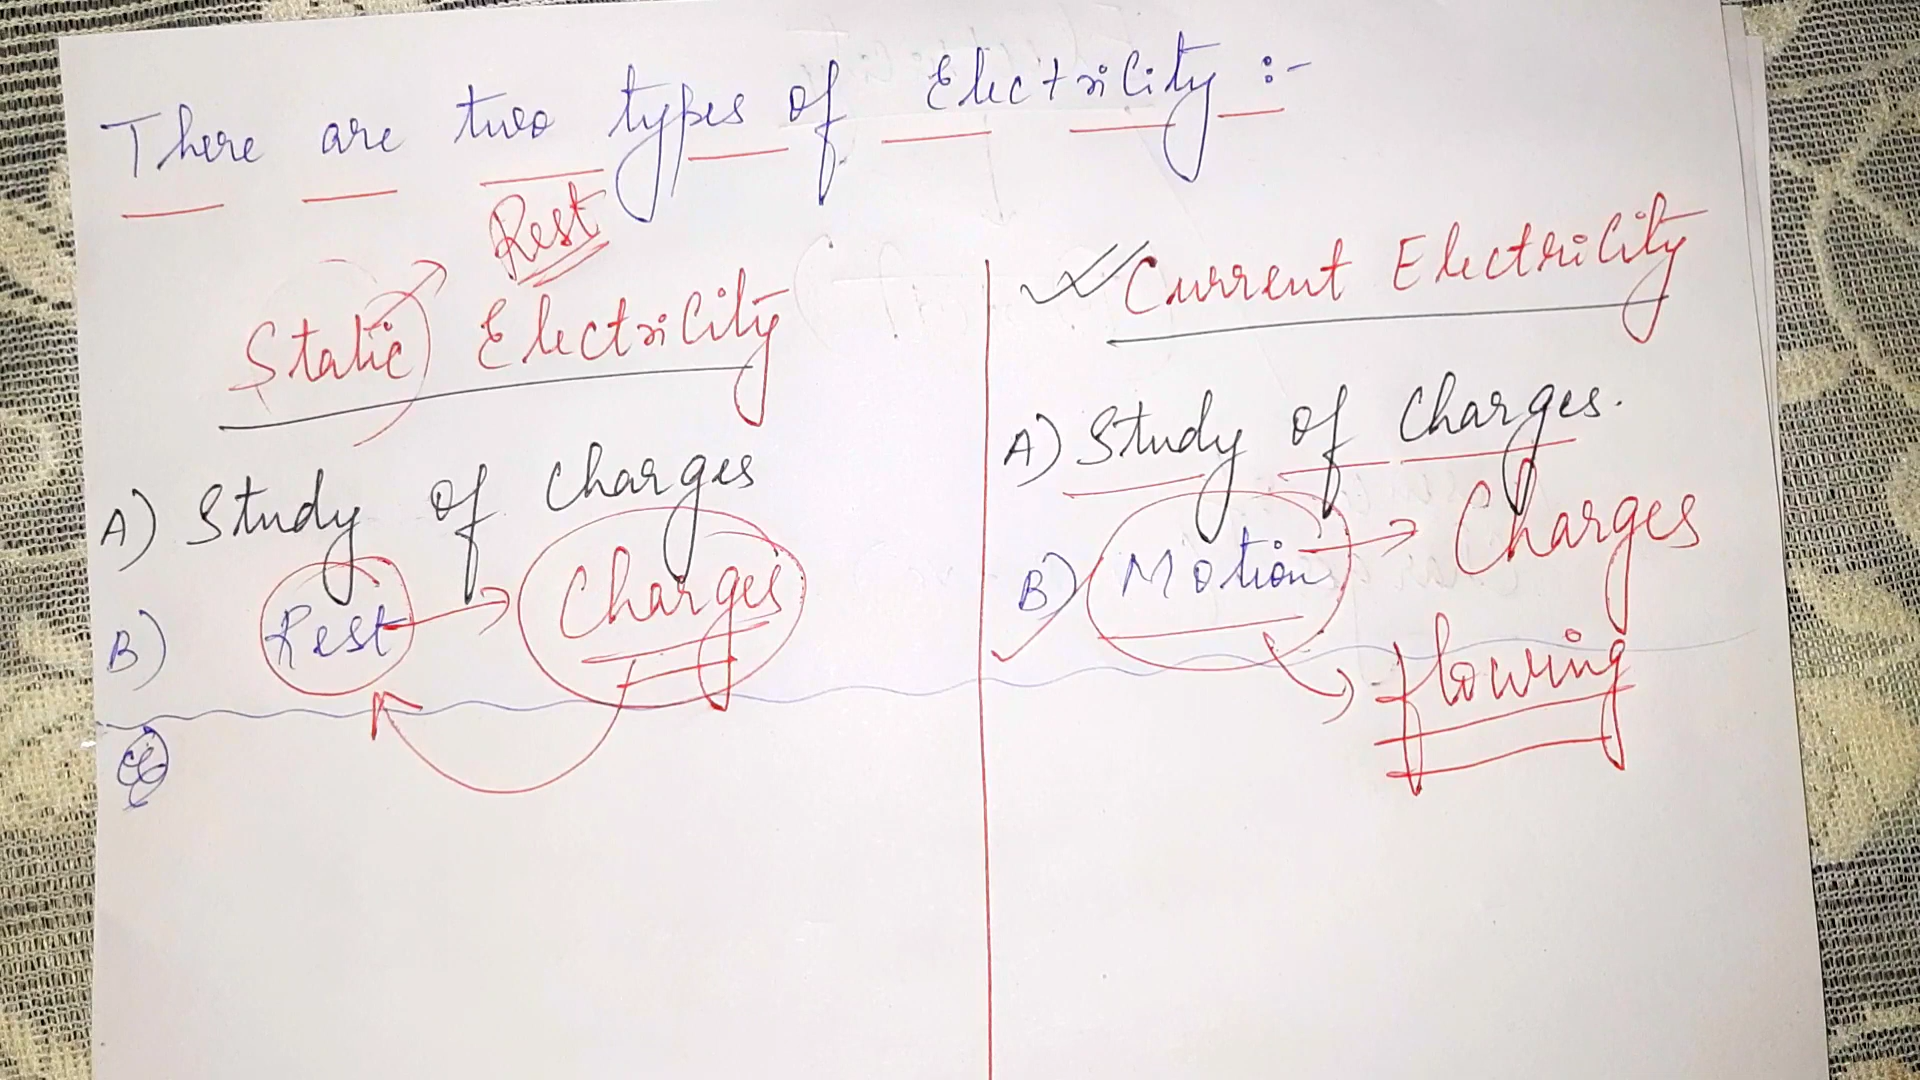 There are two types of Electricity :-
Rest
Static Electricity
A) Study of Charges
B) Rest → Charges
Current Electricity
A) Study of Charges.
B) Motion → Charges
flowing